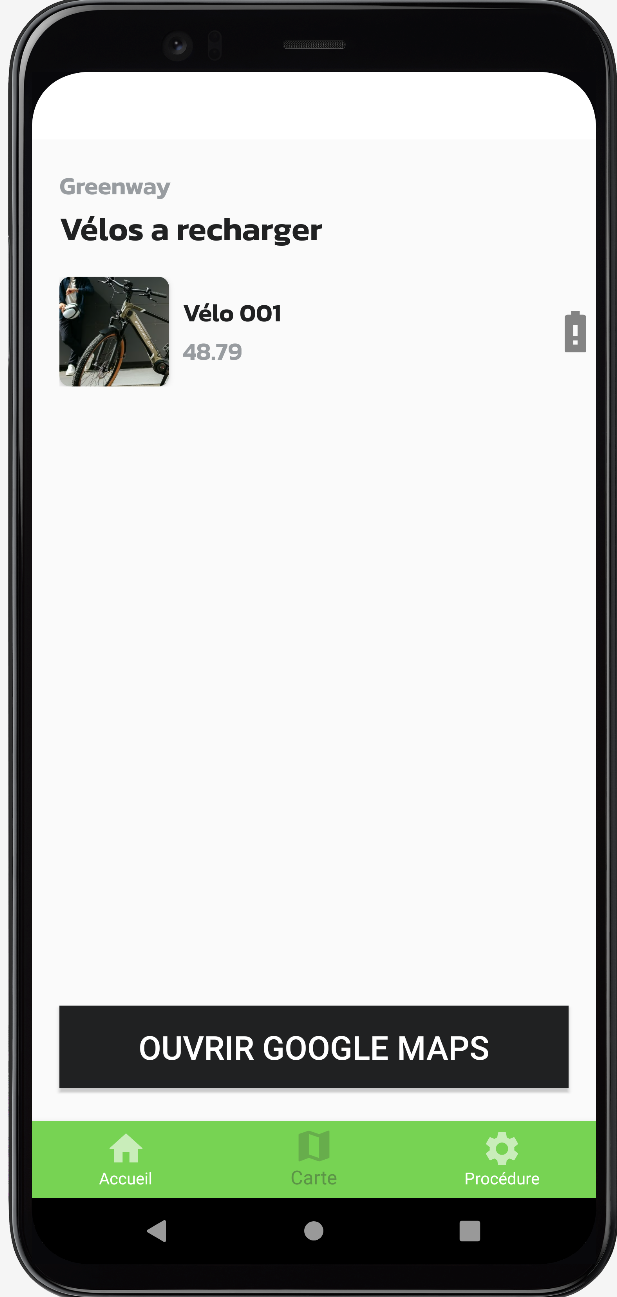 Greenway
Vélos a recharger
Vélo 001
48.79
OUVRIR GOOGLE MAPS
Accueil
Carte
Procédure